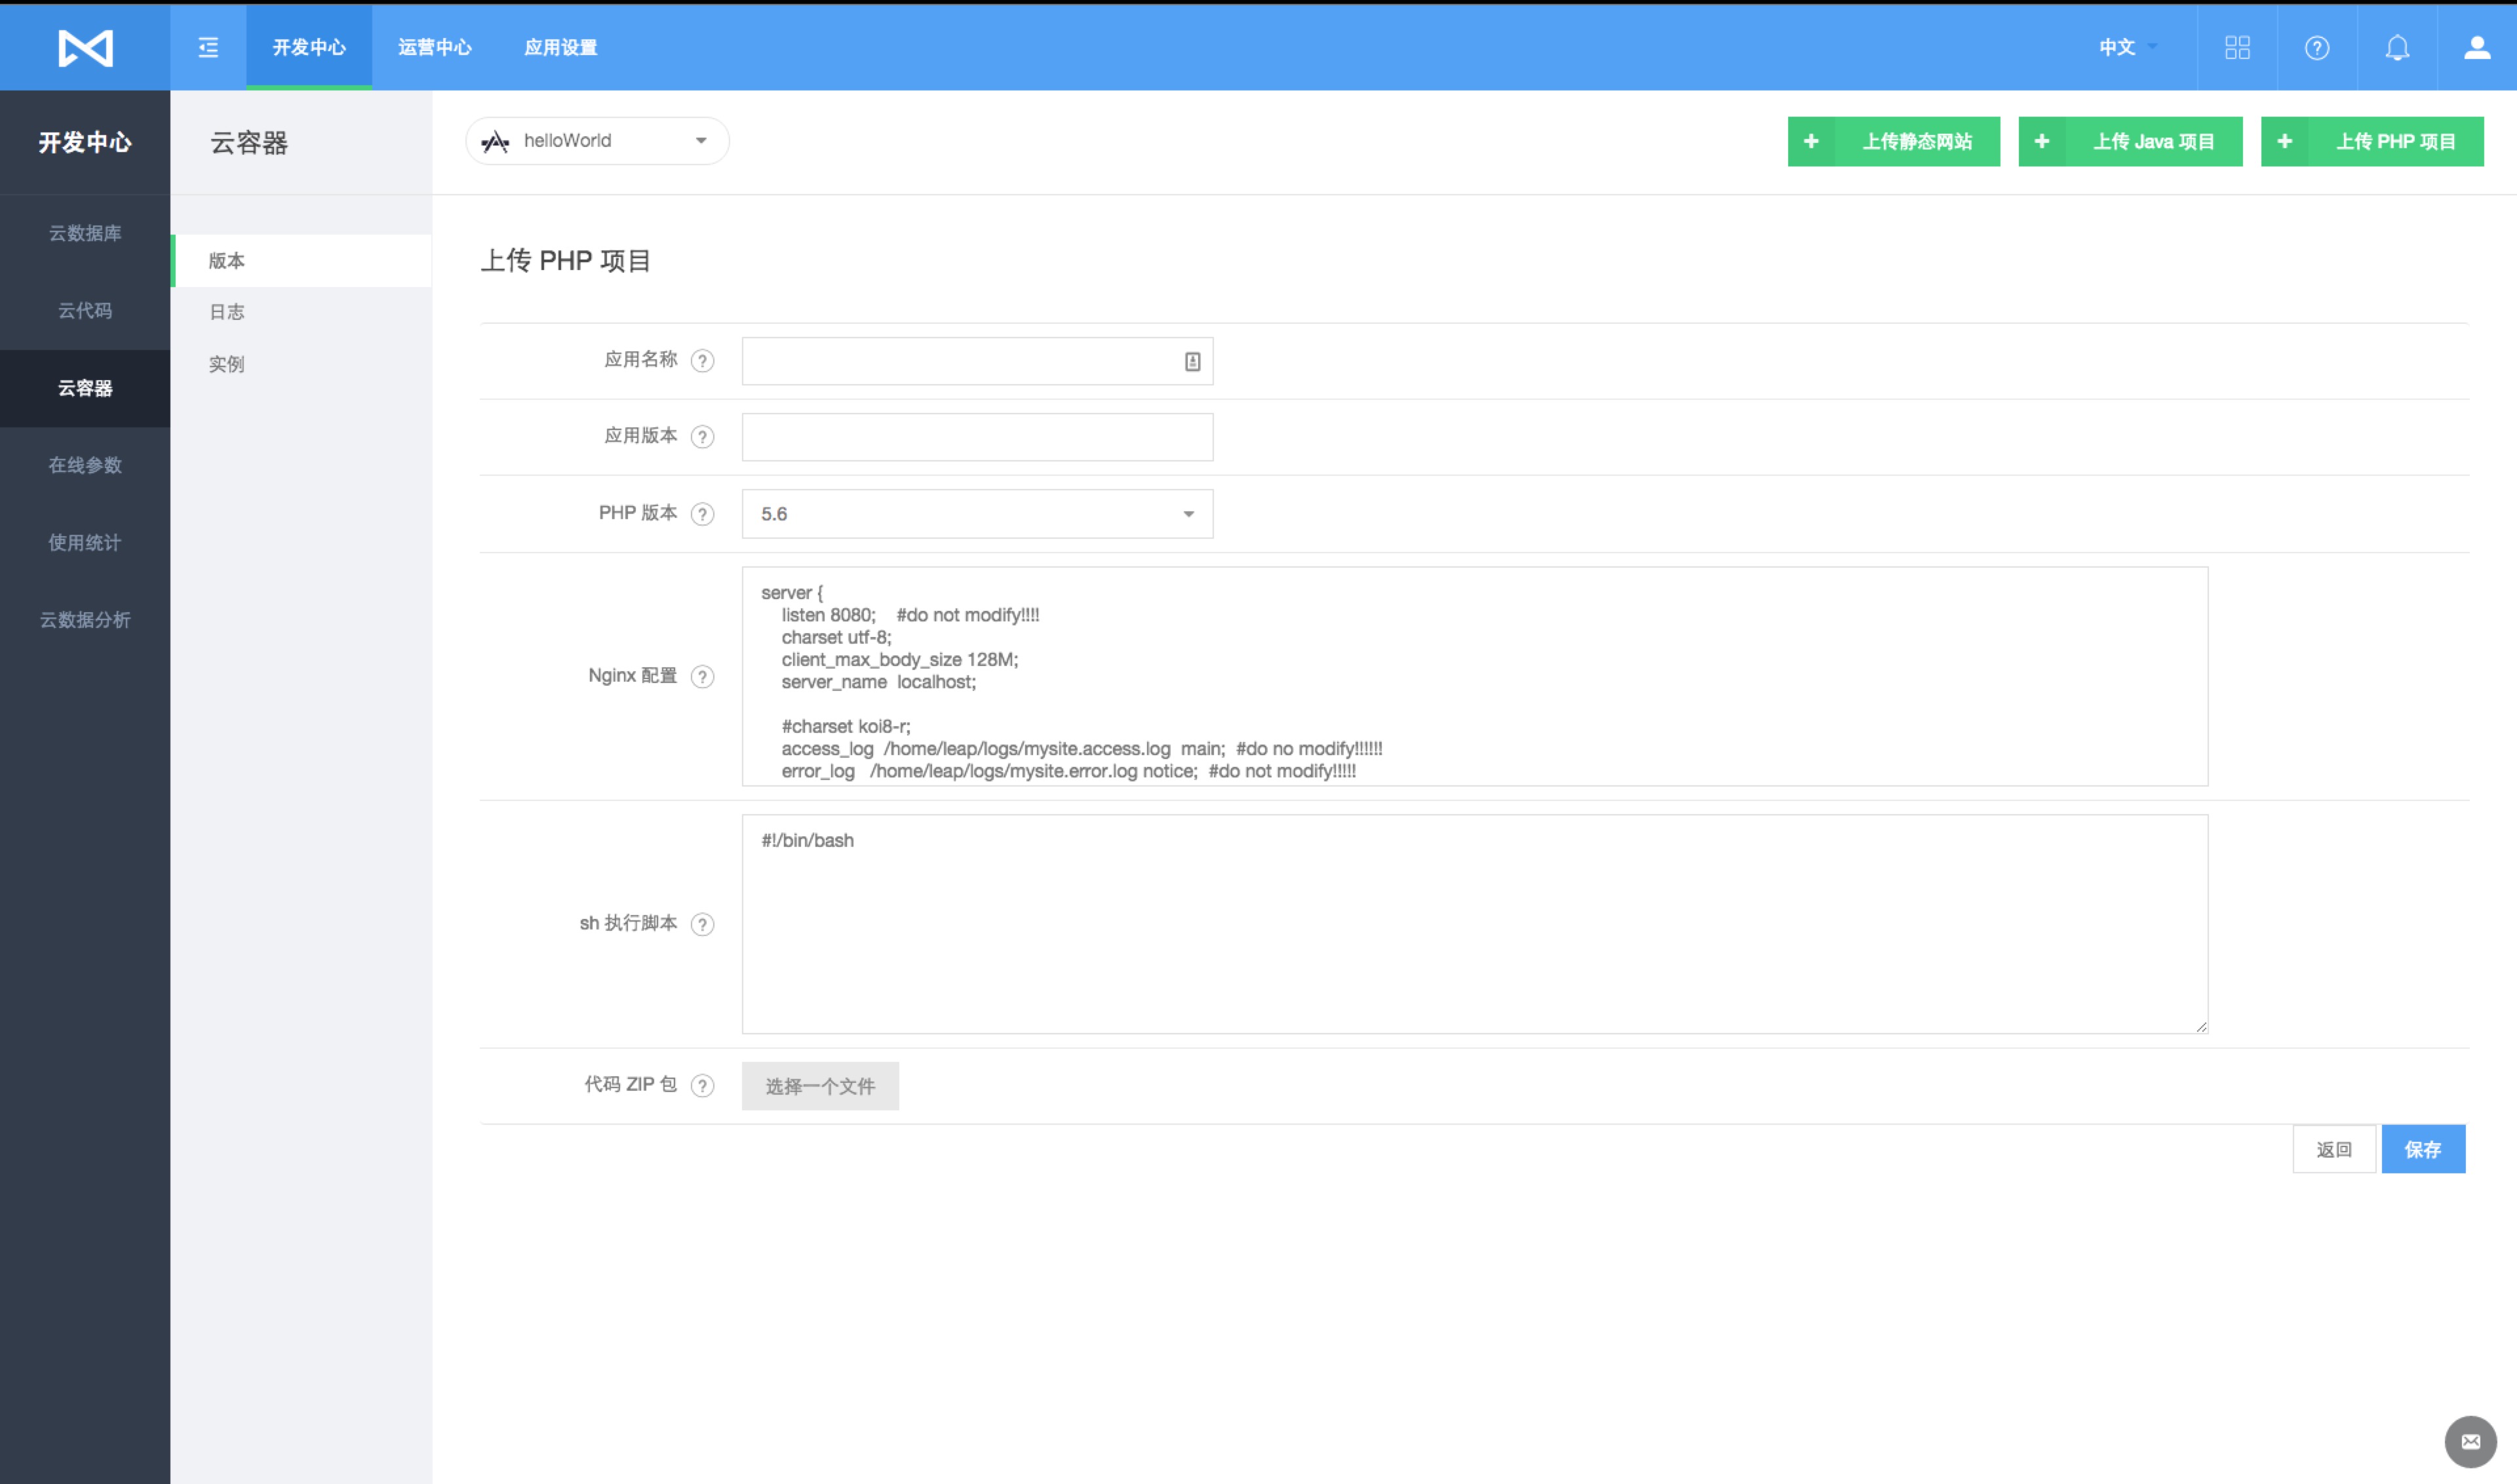 开发中心
运营中心
应用设置
中文
开发中心
云数据库
云代码
云容器
在线参数
使用统计
云数据分析
云容器
版本
日志
实例
helloWorld
+ 上传静态网站
+ 上传 Java 项目
+ 上传 PHP 项目
上传 PHP 项目
应用名称 ?
应用版本 ?
PHP 版本 ?
5.6
Nginx 配置 ?
server {
listen 8080;    #do not modify!!!!
charset utf-8;
client_max_body_size 128M;
server_name  localhost;
#charset koi8-r;
access_log  /home/leap/logs/mysite.access.log  main;  #do no modify!!!!!!
error_log   /home/leap/logs/mysite.error.log notice;  #do not modify!!!!!
sh 执行脚本 ?
#!/bin/bash
代码 ZIP 包 ?
选择一个文件
返回
保存